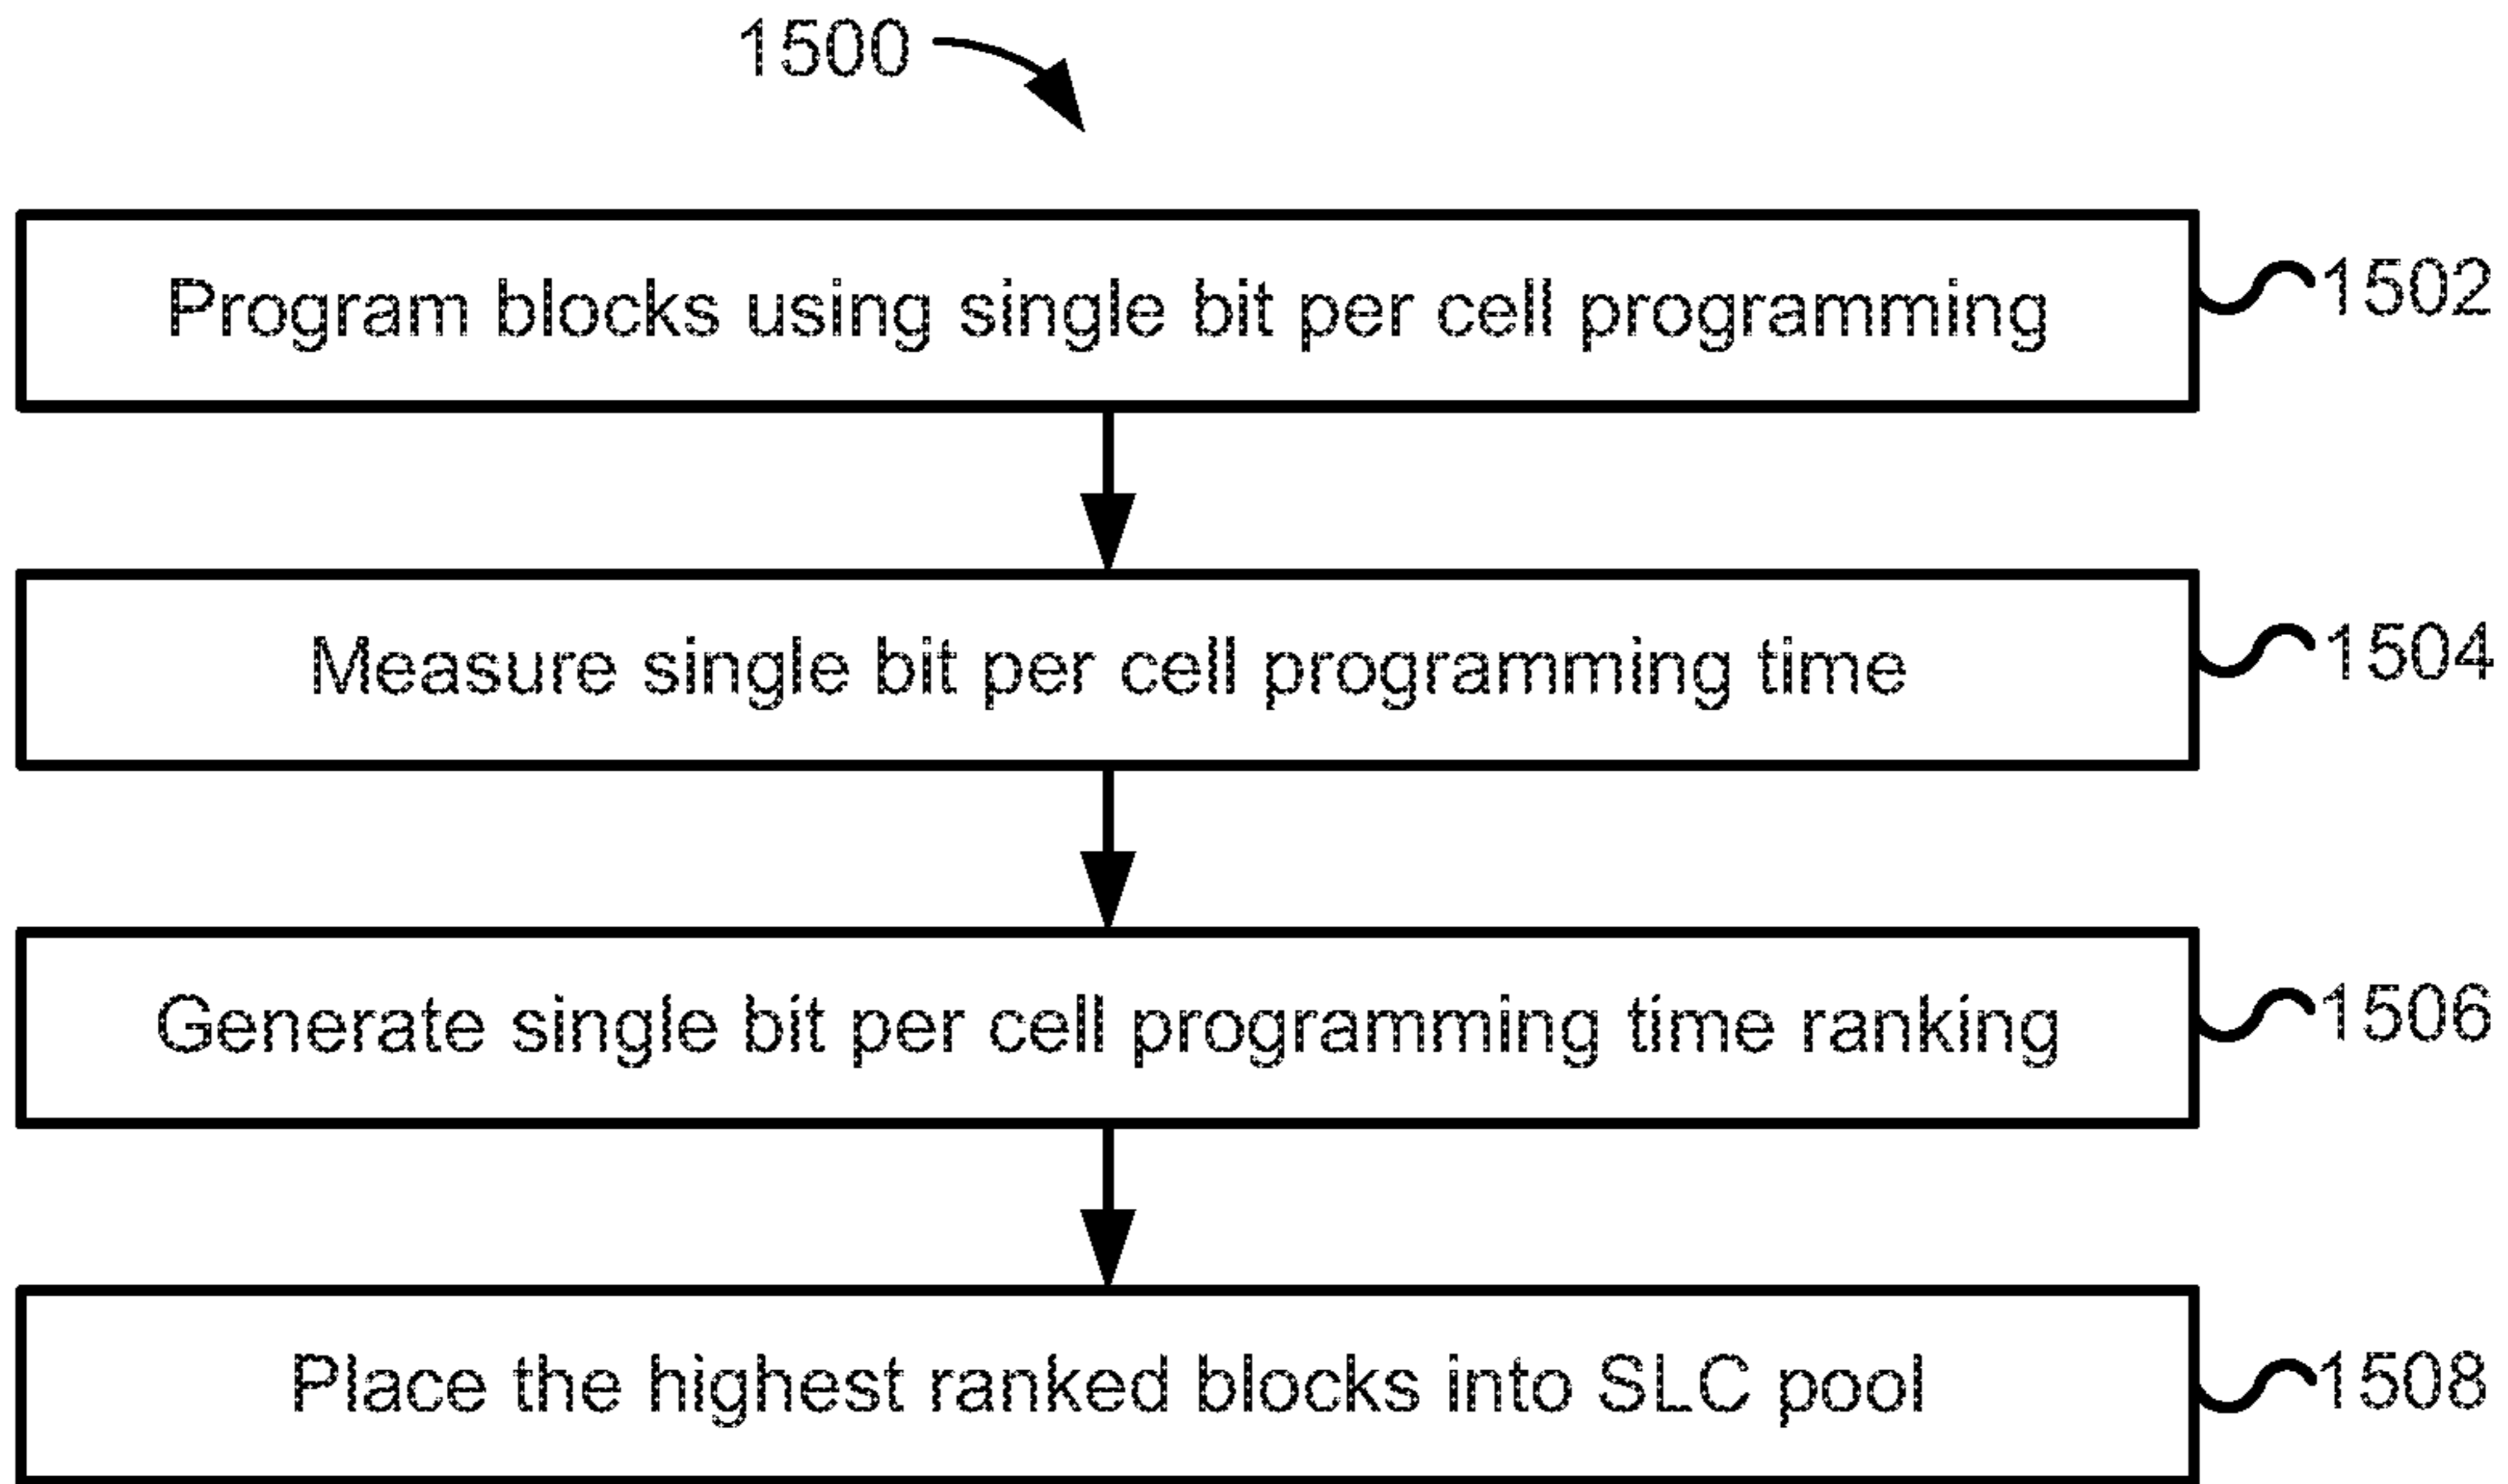 1500
Program blocks using single bit per cell programming
1502
Measure single bit per cell programming time
1504
Generate single bit per cell programming time ranking
1506
Place the highest ranked blocks into SLC pool
1508